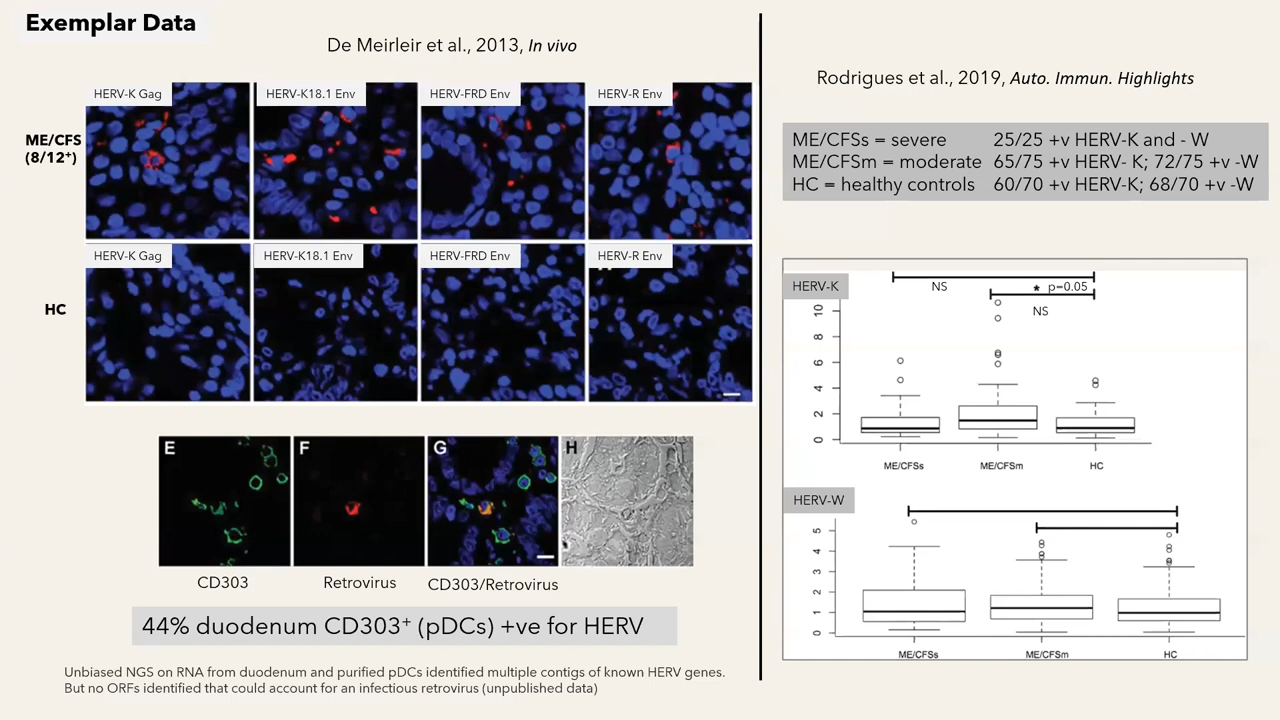 Exemplar Data
De Meirleir et al., 2013, In vivo
HERV-K Gag
HERV-K18.1 Env
HERV-FRD Env
HERV-R Env
ME/CFS
(8/12⁺)
HERV-K Gag
HERV-K18.1 Env
HERV-FRD Env
HERV-R Env
HC
E
F
G
H
CD303
Retrovirus
CD303/Retrovirus
44% duodenum CD303⁺ (pDCs) +ve for HERV
Unbiased NGS on RNA from duodenum and purified pDCs identified multiple contigs of known HERV genes.
But no ORFs identified that could account for an infectious retrovirus (unpublished data)
Rodrigues et al., 2019, Auto. Immun. Highlights
ME/CFSs = severe 25/25 +v HERV-K and - W
ME/CFSm = moderate 65/75 +v HERV- K; 72/75 +v -W
HC = healthy controls 60/70 +v HERV-K; 68/70 +v -W
HERV-K
NS
* p=0.05
NS
10
8
6
4
2
0
ME/CFSs
ME/CFSm
HC
HERV-W
5
4
3
2
1
0
ME/CFSs
ME/CFSm
HC